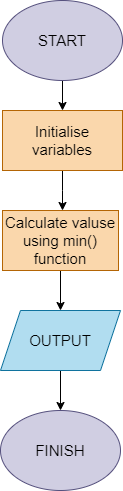 START
Initialise
variables
Calculate valuse
using min()
function
OUTPUT
FINISH